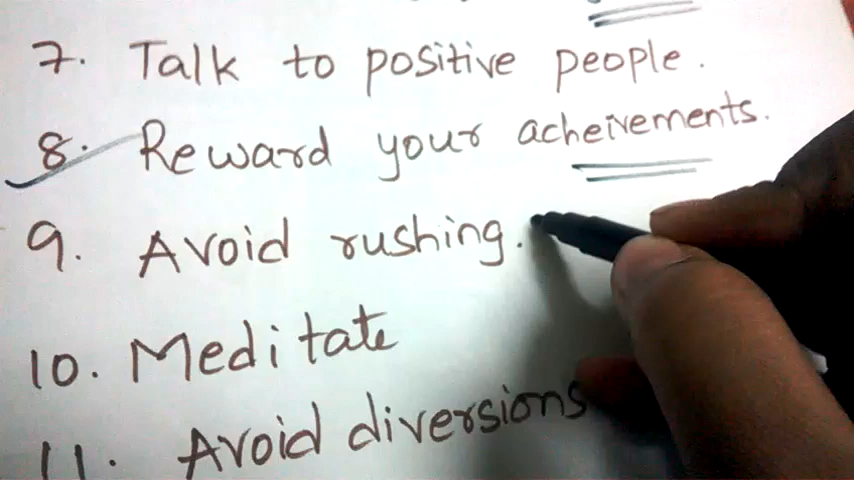 7. Talk to positive people.
8. Reward your acheivements.
9. Avoid rushing.
10. Meditate
11. Avoid diversions